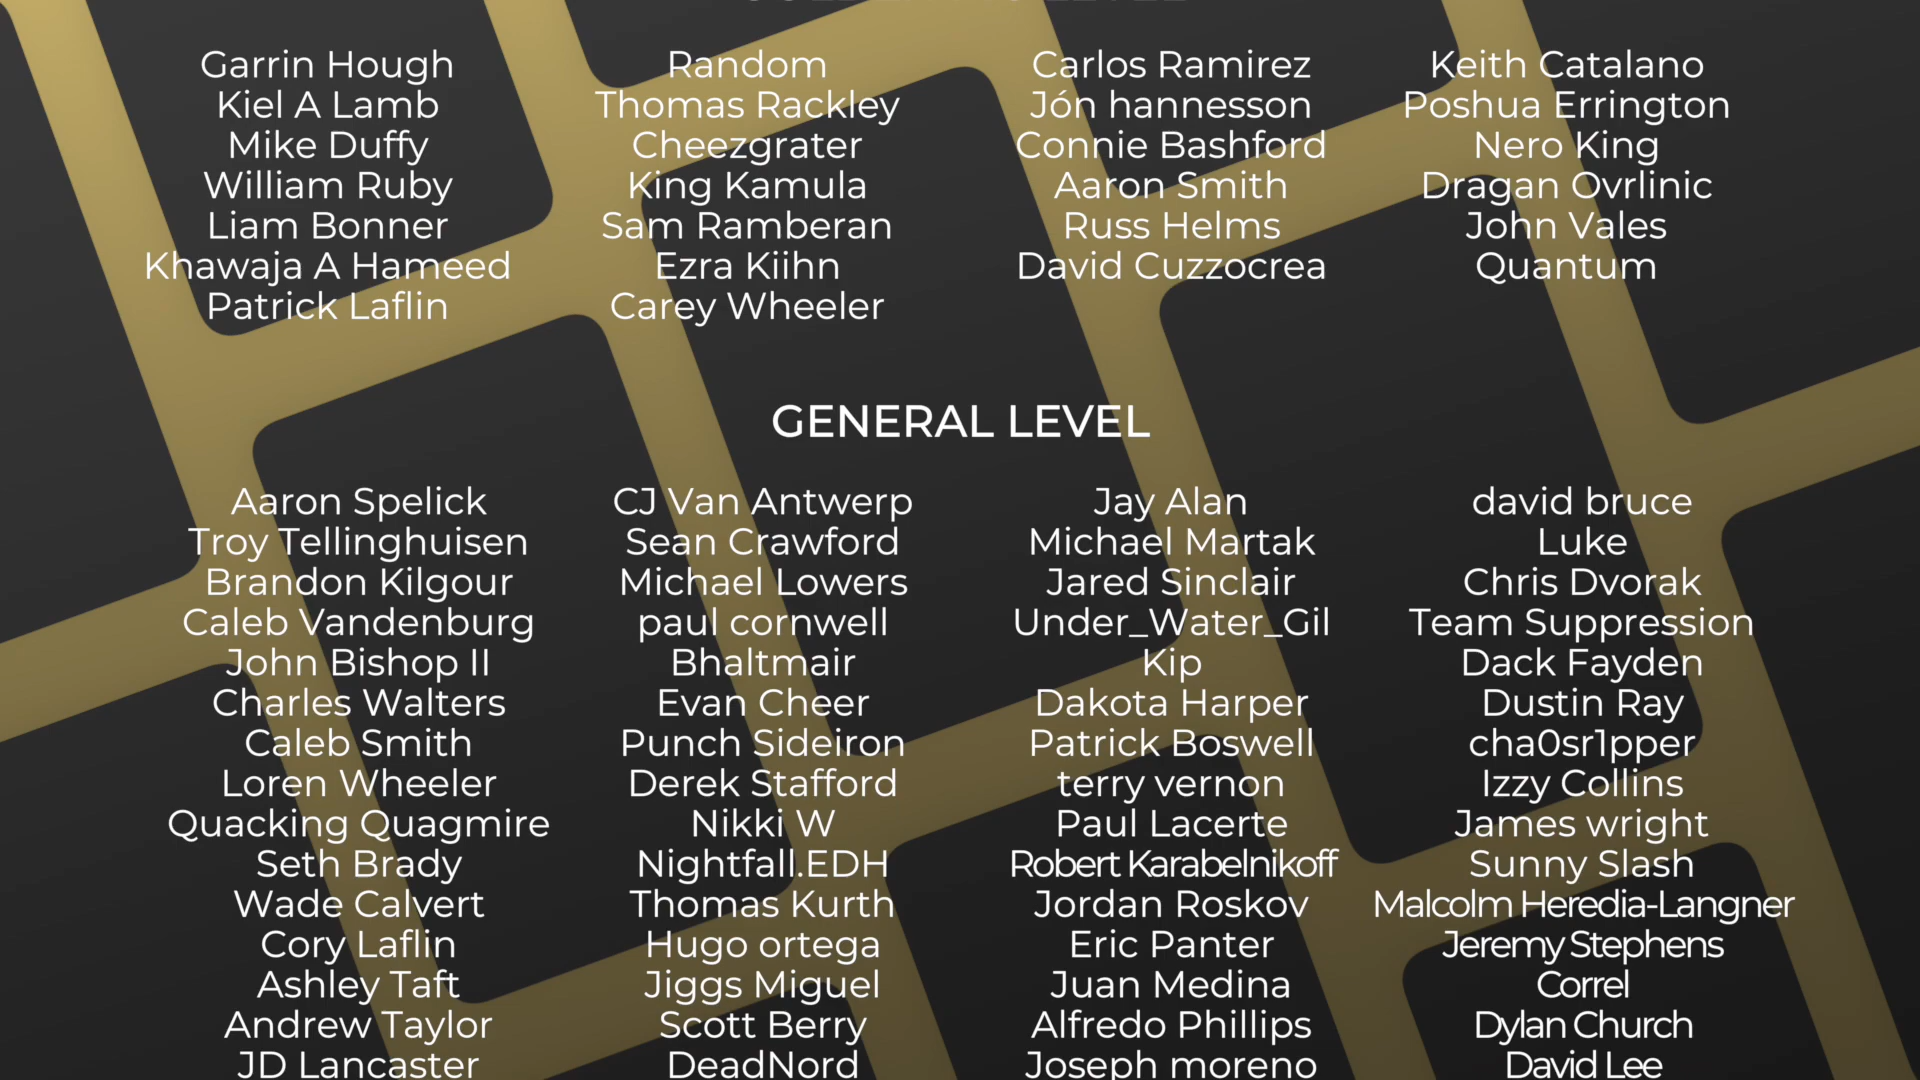 Garrin Hough
Kiel A Lamb
Mike Duffy
William Ruby
Liam Bonner
Khawaja A Hameed
Patrick Laflin
Random
Thomas Rackley
Cheezgrater
King Kamula
Sam Ramberan
Ezra Kiihn
Carey Wheeler
Carlos Ramirez
Jón hannesson
Connie Bashford
Aaron Smith
Russ Helms
David Cuzzocrea
Keith Catalano
Poshua Errington
Nero King
Dragan Ovrlinic
John Vales
Quantum
GENERAL LEVEL
Aaron Spelick
Troy Tellinghuisen
Brandon Kilgour
Caleb Vandenburg
John Bishop II
Charles Walters
Caleb Smith
Loren Wheeler
Quacking Quagmire
Seth Brady
Wade Calvert
Cory Laflin
Ashley Taft
Andrew Taylor
JD Lancaster
CJ Van Antwerp
Sean Crawford
Michael Lowers
paul cornwell
Bhaltmair
Evan Cheer
Punch Sideiron
Derek Stafford
Nikki W
Nightfall.EDH
Thomas Kurth
Hugo ortega
Jiggs Miguel
Scott Berry
DeadNord
Jay Alan
Michael Martak
Jared Sinclair
Under_Water_Gil
Kip
Dakota Harper
Patrick Boswell
terry vernon
Paul Lacerte
Robert Karabelnikoff
Jordan Roskov
Eric Panter
Juan Medina
Alfredo Phillips
Joseph moreno
david bruce
Luke
Chris Dvorak
Team Suppression
Dack Fayden
Dustin Ray
cha0sr1pper
Izzy Collins
James wright
Sunny Slash
Malcolm Heredia-Langner
Jeremy Stephens
Correl
Dylan Church
David Lee